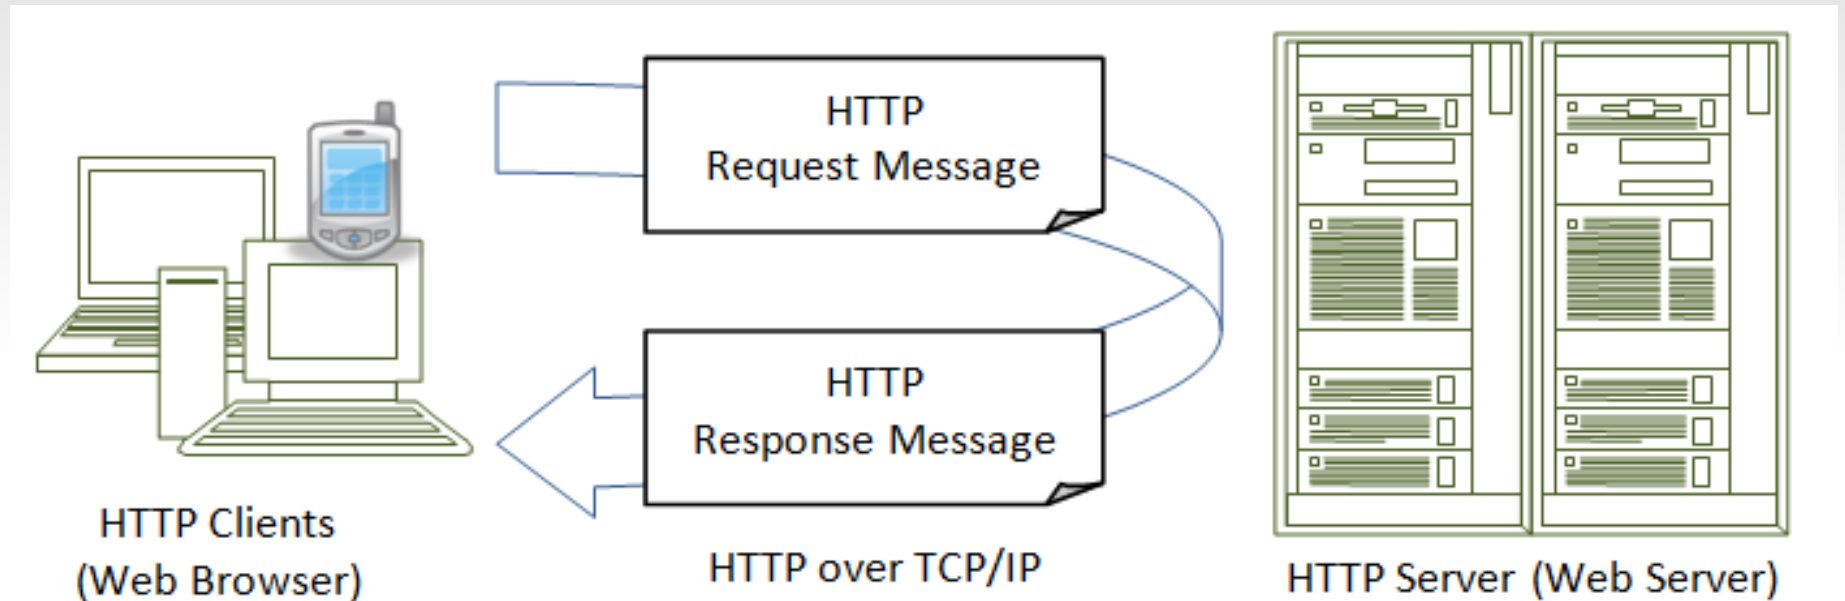 HTTP
Request Message
HTTP
Response Message
HTTP Clients
(Web Browser)
HTTP over TCP/IP
HTTP Server (Web Server)